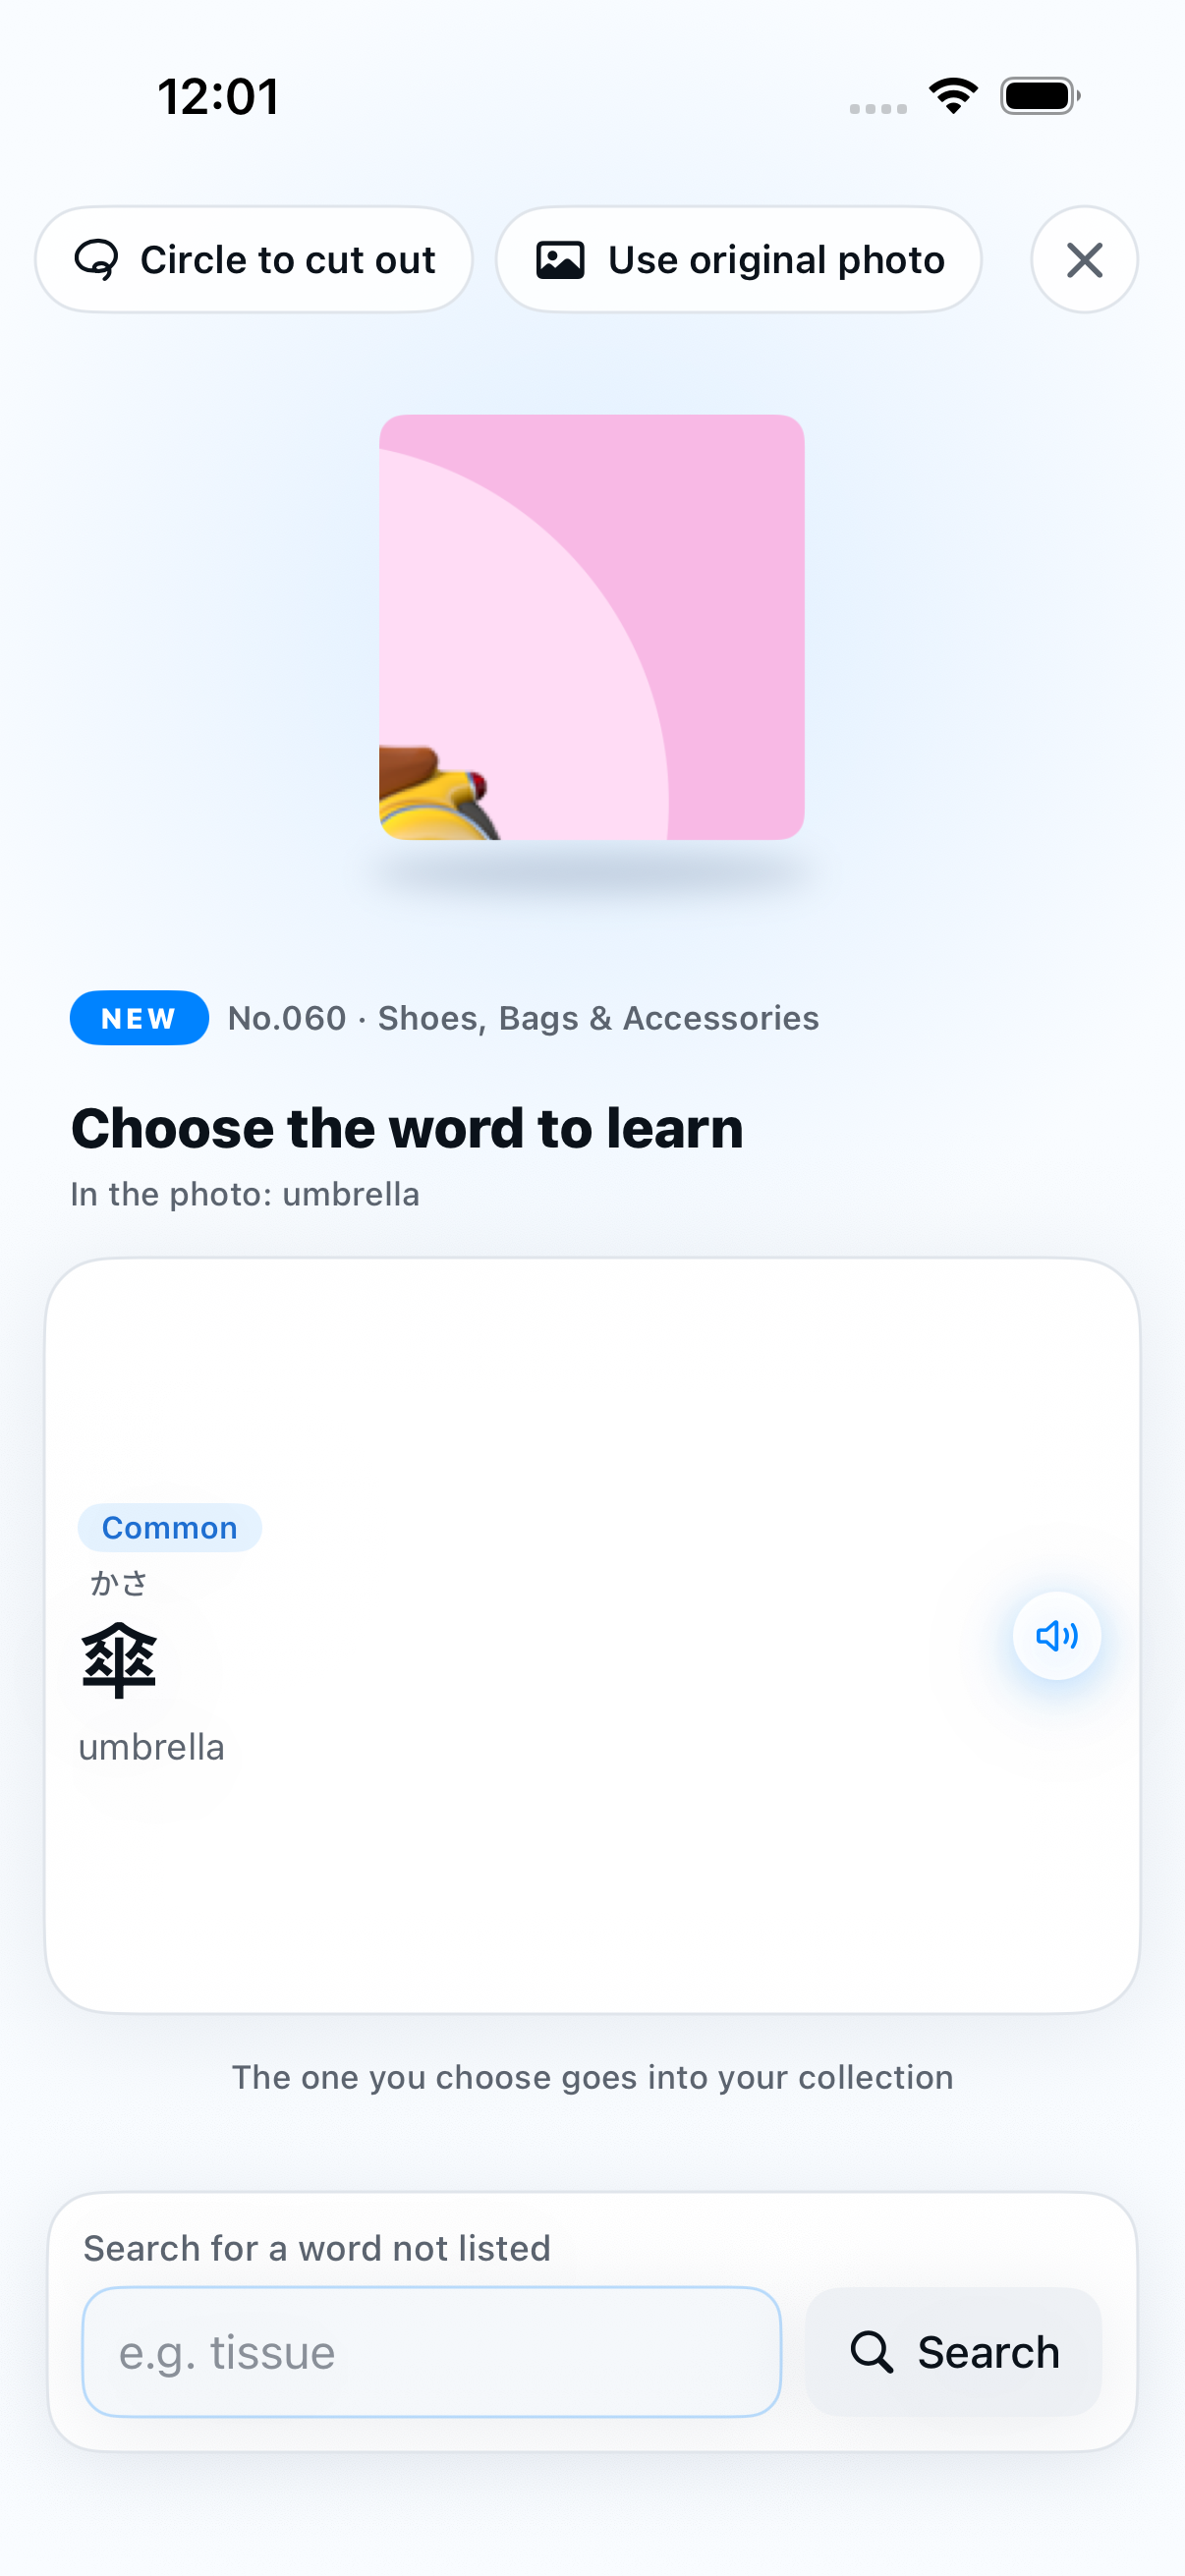 12:01
Circle to cut out
Use original photo
NEW
No.060 · Shoes, Bags & Accessories
Choose the word to learn
In the photo: umbrella
Common
かさ
傘
umbrella
The one you choose goes into your collection
Search for a word not listed
e.g. tissue
Search